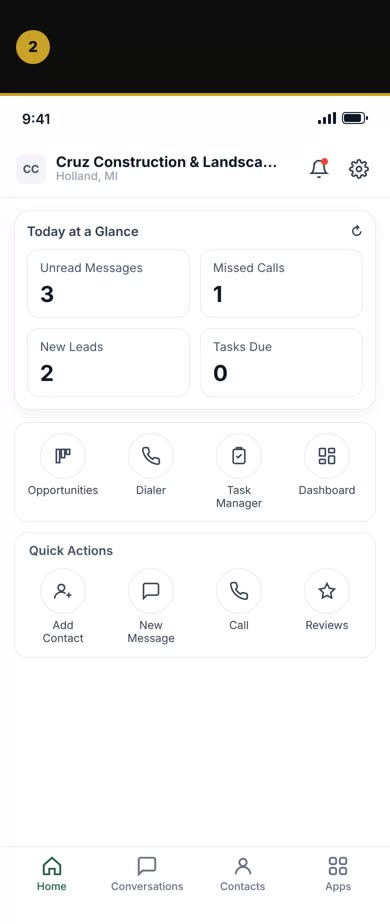 2
9:41
CC
Cruz Construction & Landsca...
Holland, MI
Today at a Glance
Unread Messages
3
Missed Calls
1
New Leads
2
Tasks Due
0
Opportunities
Dialer
Task
Manager
Dashboard
Quick Actions
Add
Contact
New
Message
Call
Reviews
Home
Conversations
Contacts
Apps